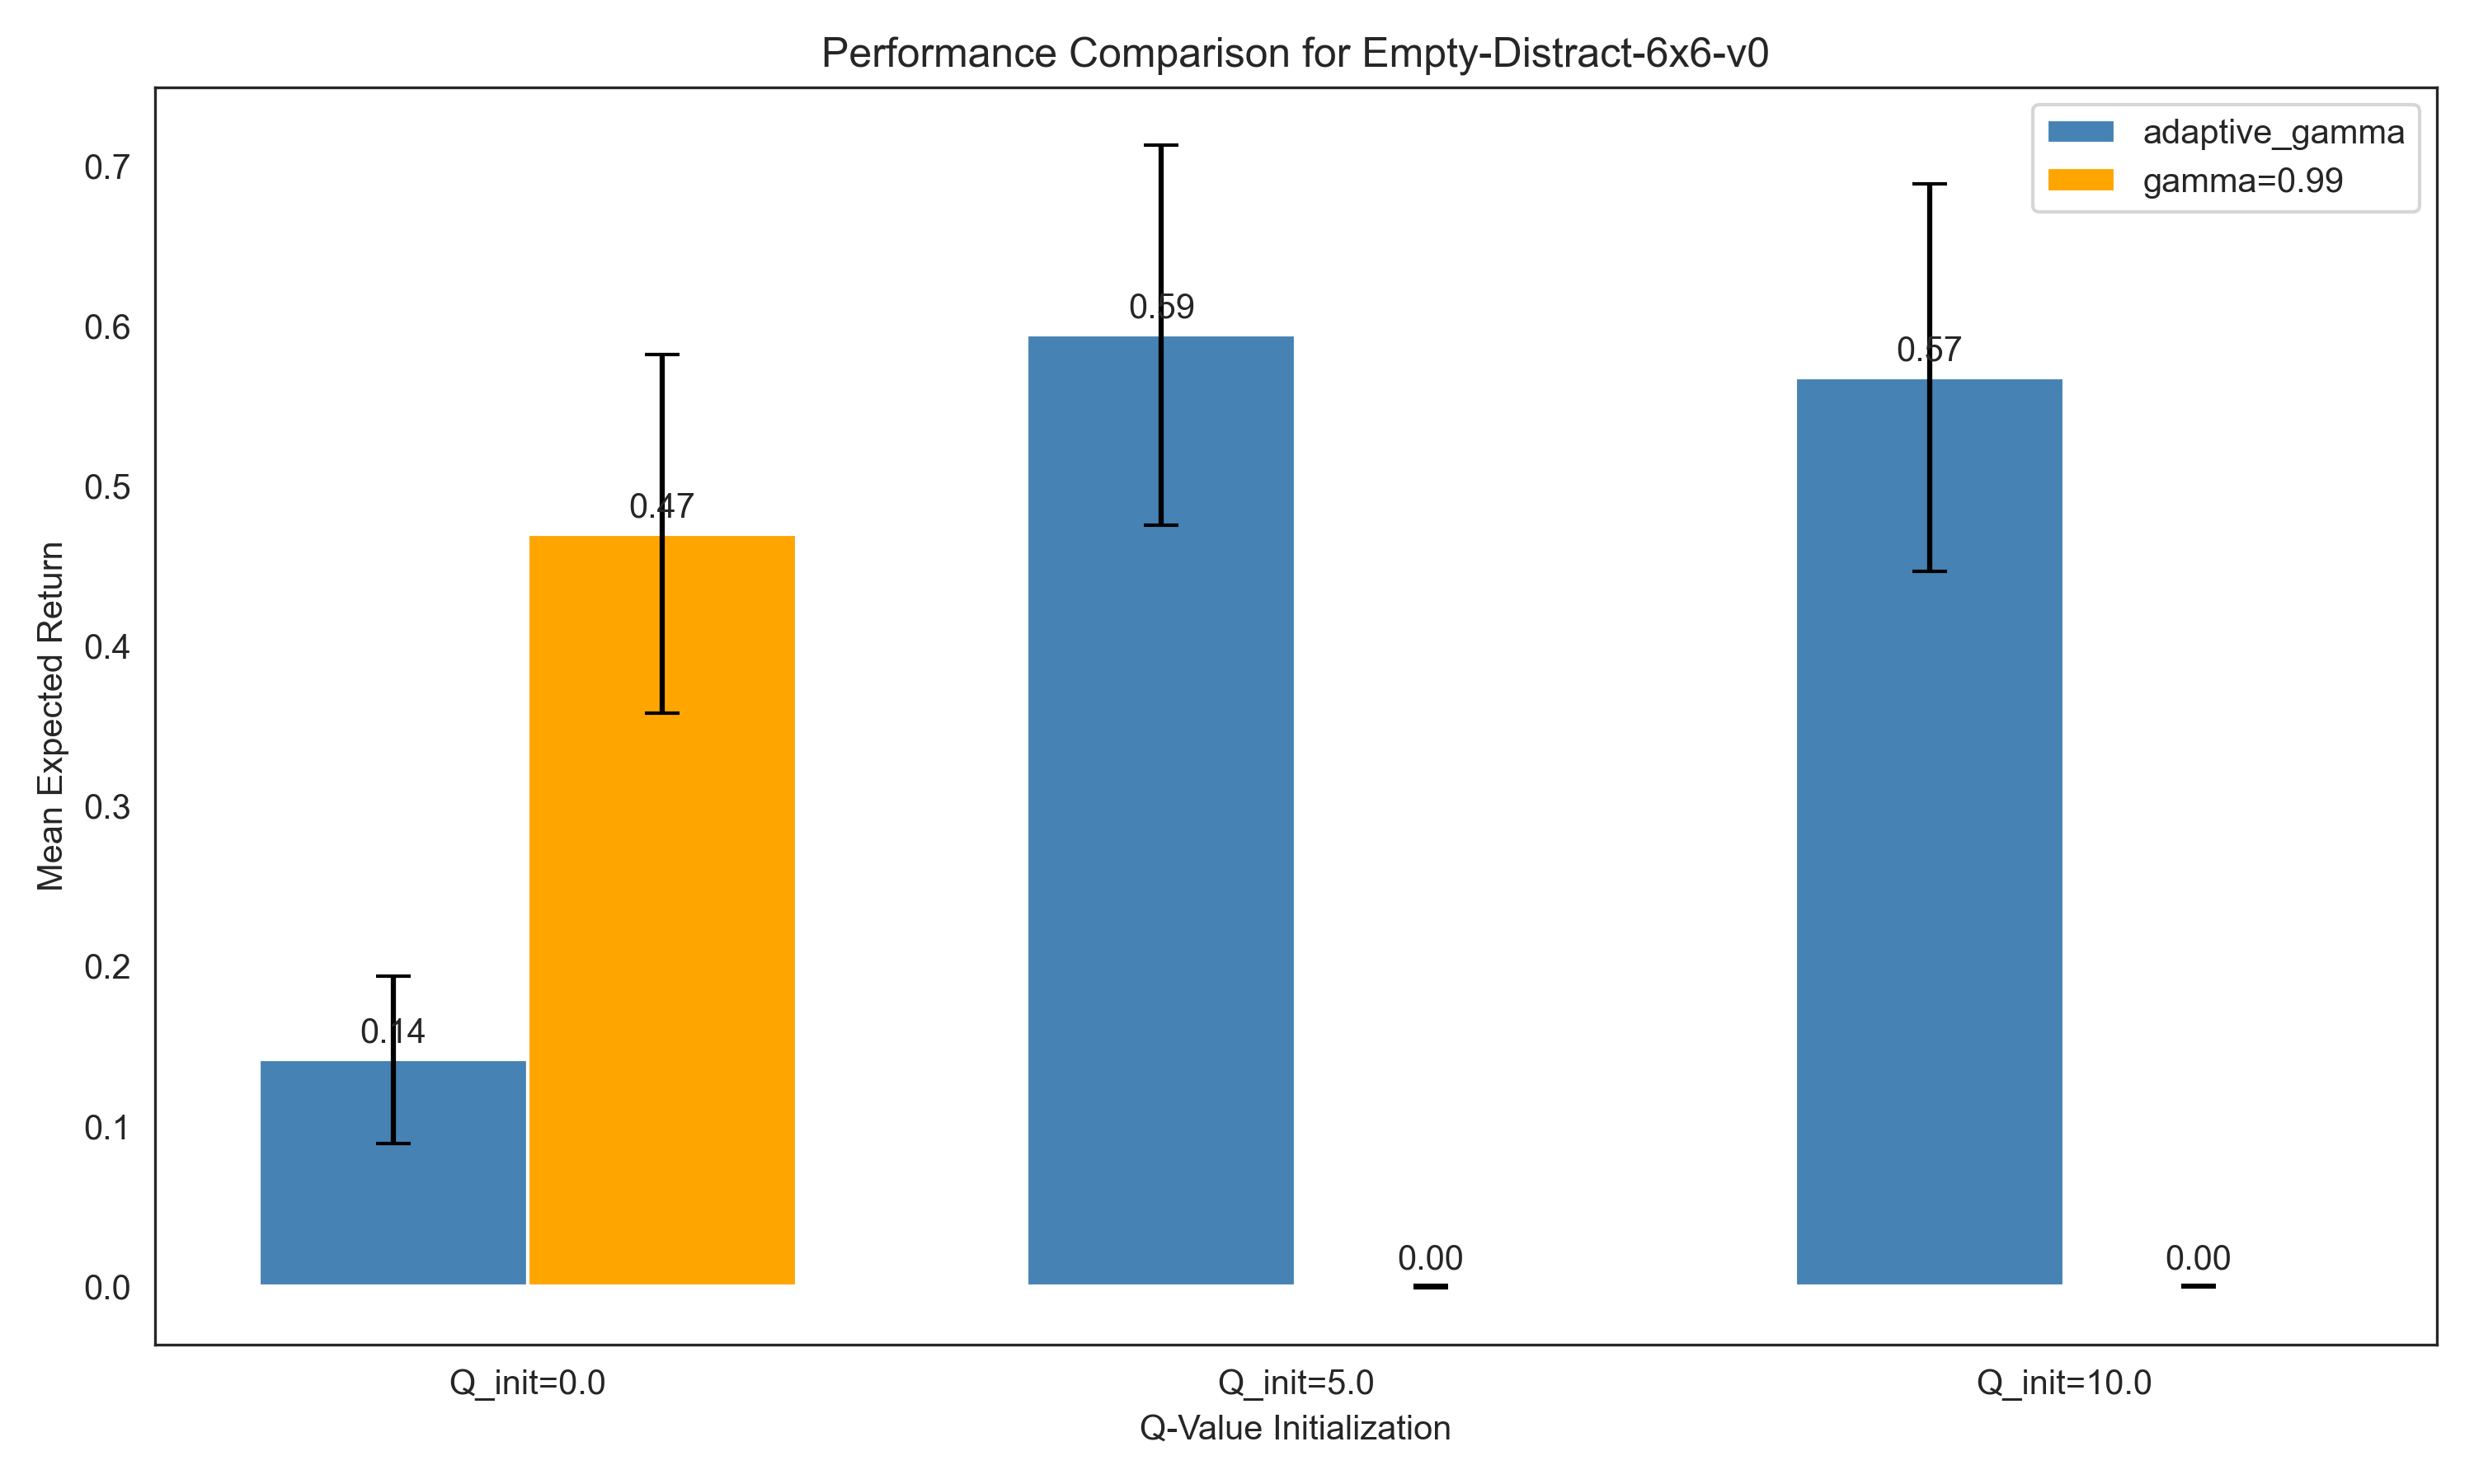 Performance Comparison for Empty-Distract-6x6-v0
adaptive_gamma
gamma=0.99
Mean Expected Return
0.7
0.6
0.5
0.4
0.3
0.2
0.1
0.0
0.14
0.47
0.59
0.00
0.57
0.00
Q_init=0.0
Q_init=5.0
Q_init=10.0
Q-Value Initialization